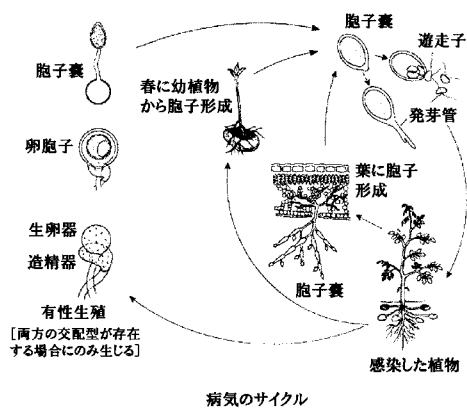 胞子嚢
卵胞子
生卵器
造精器
有性生殖
[両方の交配型が存在
する場合にのみ生じる]
春に幼植物
から胞子形成
胞子嚢
遊走子
発芽管
葉に胞子
形成
胞子嚢
感染した植物
病気のサイクル